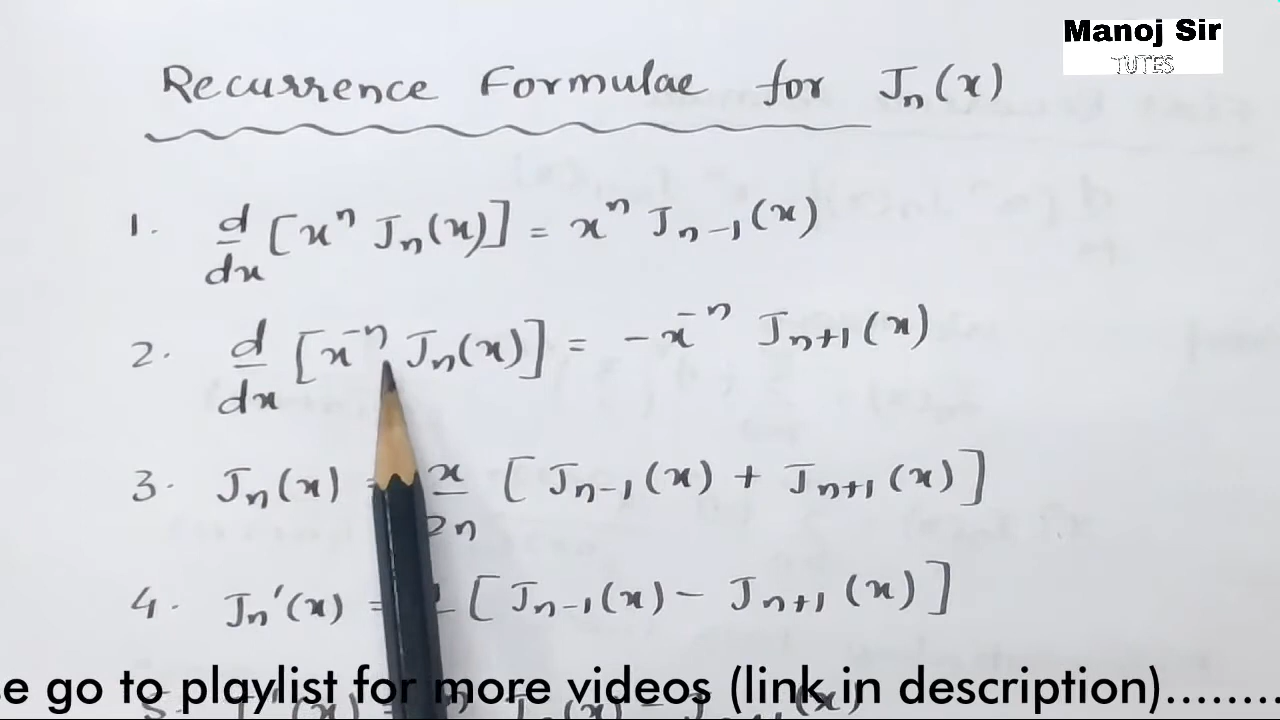 Manoj Sir
TUTES
Recurrence Formulae for Jₙ(x)
1. d/dx [xⁿ Jₙ(x)] = xⁿ Jₙ₋₁(x)
2. d/dx [x⁻ⁿ Jₙ(x)] = -x⁻ⁿ Jₙ₊₁(x)
3. Jₙ(x) = x/2n [Jₙ₋₁(x) + Jₙ₊₁(x)]
4. Jₙ'(x) = [Jₙ₋₁(x) - Jₙ₊₁(x)]
e go to playlist for more videos (link in description)........